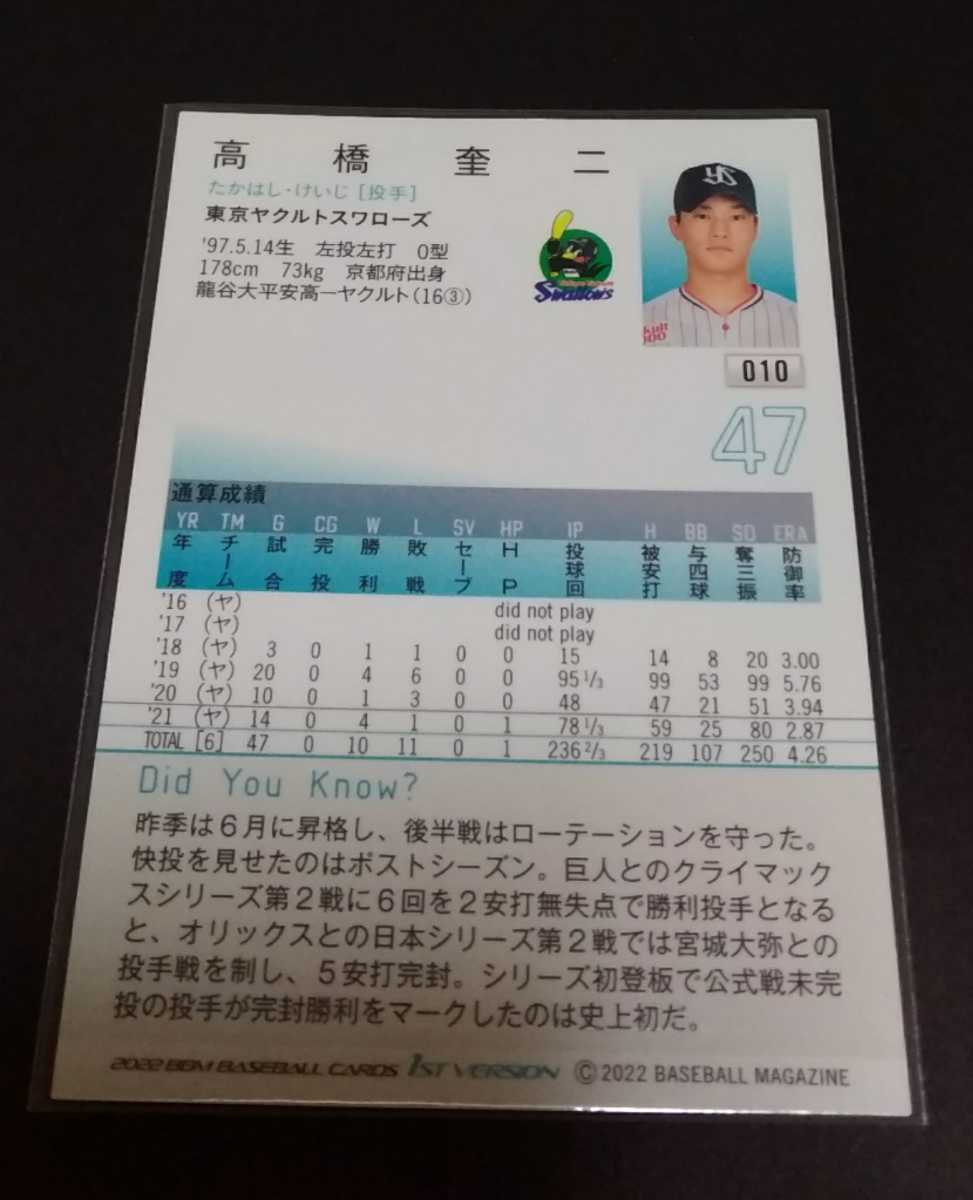 高橋奎二
たかはし・けいじ [投手]
東京ヤクルトスワローズ
'97.5.14生 左投左打 O型
178cm 73kg 京都府出身
龍谷大平安高ーヤクルト(16③)
Swallows
YS
010
47
通算成績
YR TM G CG W L SV HP IP H BB SO ERA
年度 チーム 試合 完投 勝利 敗戦 セーブ HP 投球回 被安打 与四球 奪三振 防御率
'16 (ヤ) did not play
'17 (ヤ) did not play
'18 (ヤ) 3 0 1 1 0 0 15 14 8 20 3.00
'19 (ヤ) 20 0 4 6 0 0 95 1/3 99 53 99 5.76
'20 (ヤ) 10 0 1 3 0 0 48 47 21 51 3.94
'21 (ヤ) 14 0 4 1 0 1 78 1/3 59 25 80 2.87
TOTAL [6] 47 0 10 11 0 1 236 2/3 219 107 250 4.26
Did You Know?
昨季は6月に昇格し、後半戦はローテーションを守った。
快投を見せたのはポストシーズン。巨人とのクライマック
スシリーズ第2戦に6回を2安打無失点で勝利投手となる
と、オリックスとの日本シリーズ第2戦では宮城大弥との
投手戦を制し、5安打完封。シリーズ初登板で公式戦未完
投の投手が完封勝利をマークしたのは史上初だ。
2022 BBM BASEBALL CARDS 1ST VERSION © 2022 BASEBALL MAGAZINE